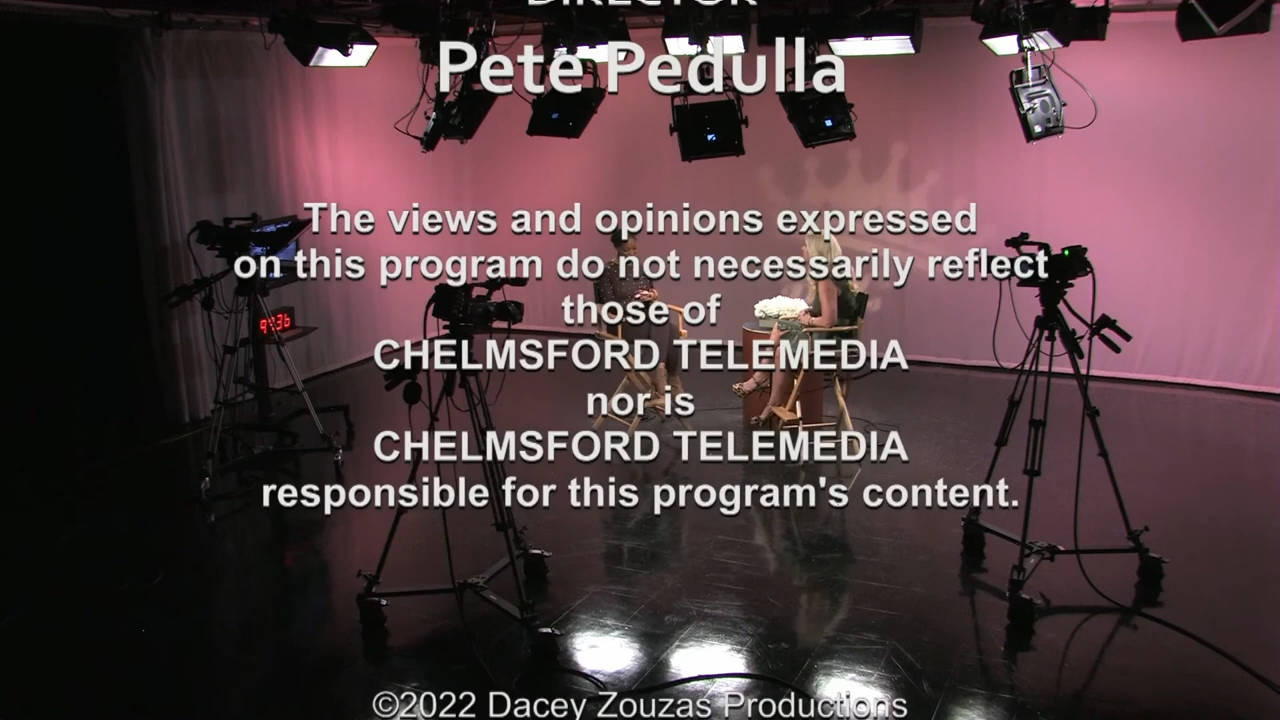 DIRECTOR
Pete Pedulla
The views and opinions expressed
on this program do not necessarily reflect
those of
CHELMSFORD TELEMEDIA
nor is
CHELMSFORD TELEMEDIA
responsible for this program's content.
©2022 Dacey Zouzas Productions